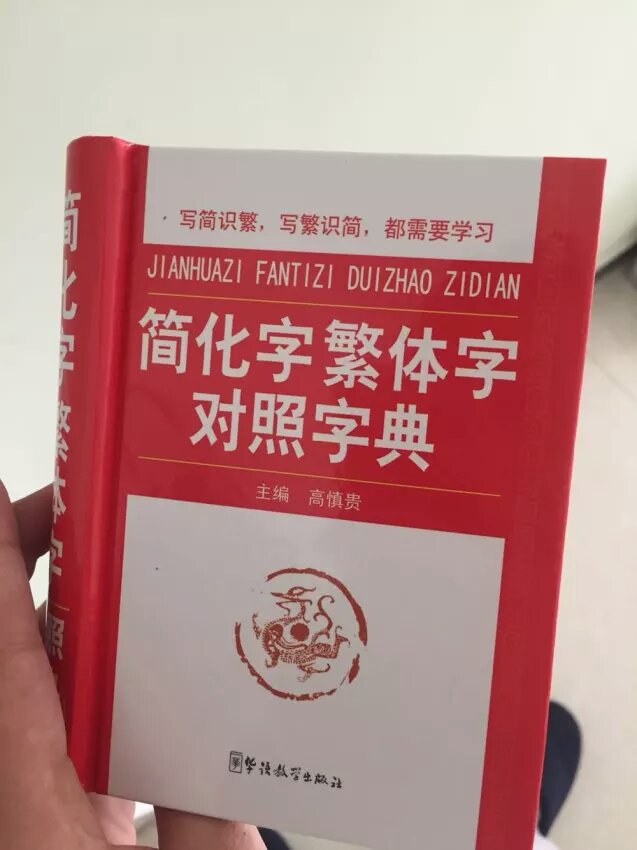 写简识繁，写繁识简，都需要学习
JIANHUAZI FANTIZI DUIZHAO ZIDIAN
简化字繁体字
对照字典
主编 高慎贵
华语教学出版社
简化字繁体字
照